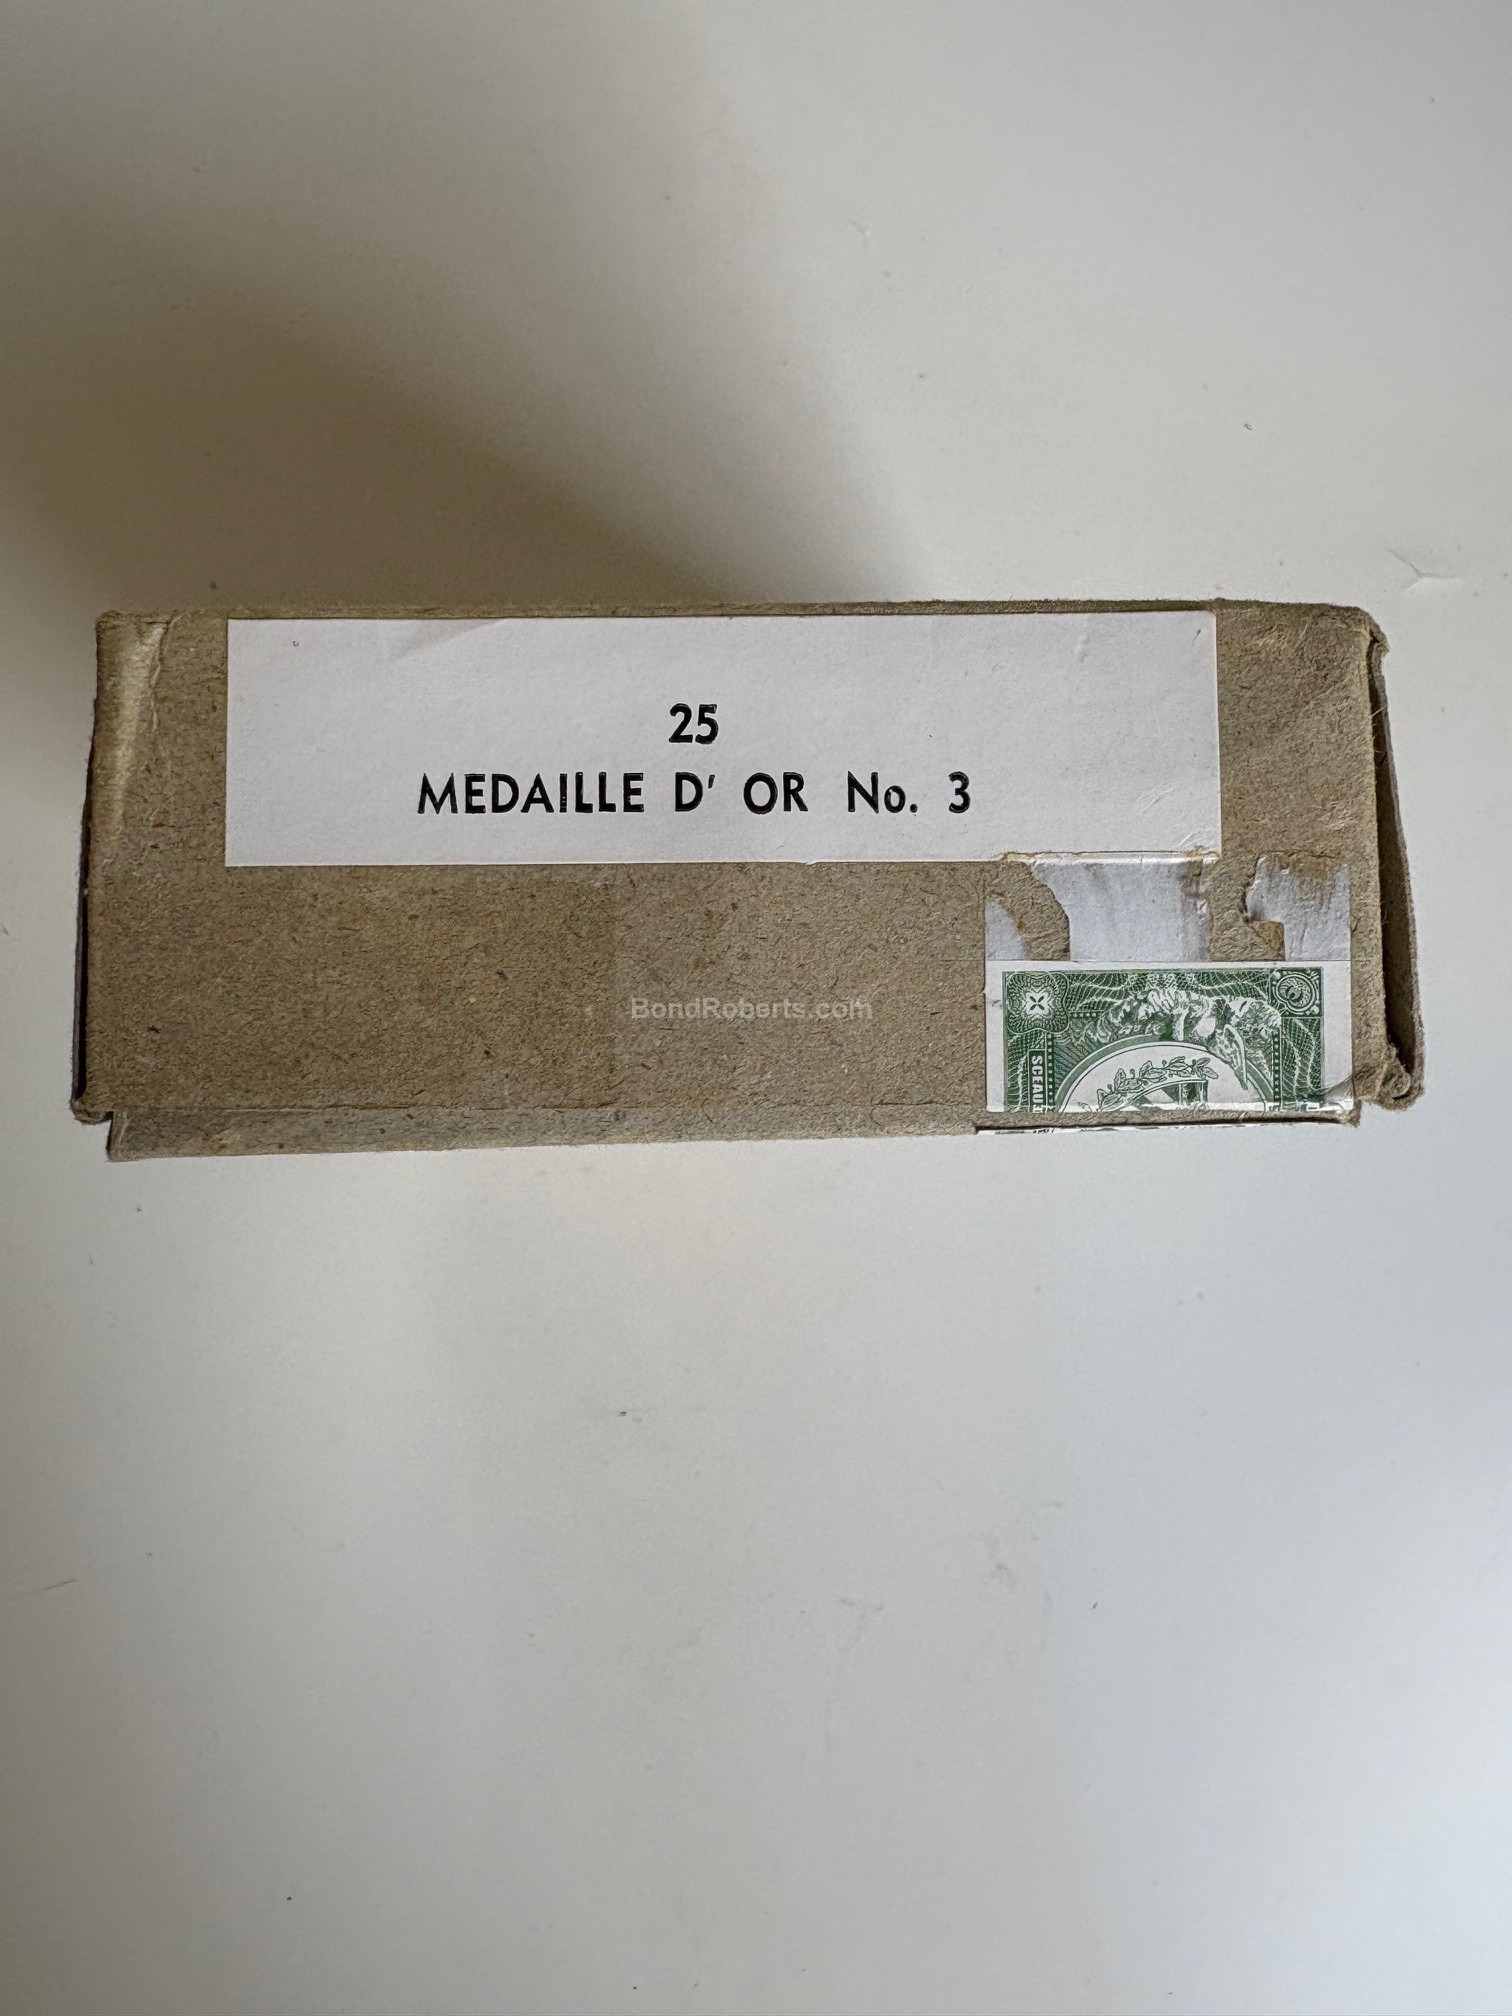 25
MEDAILLE D' OR No. 3
BondRoberts.com